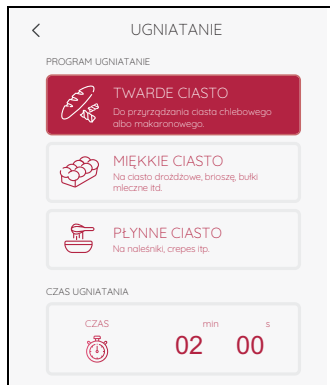 UGNIATANIE
PROGRAM UGNIATANIE
TWARDE CIASTO
Do przyrządzania ciasta chlebowego
albo makaronowego.
MIĘKKIE CIASTO
Na ciasto drożdżowe, brioszę, bułki
mleczne itd.
PŁYNNE CIASTO
Na naleśniki, crepes itp.
CZAS UGNIATANIA
CZAS min s
02 00